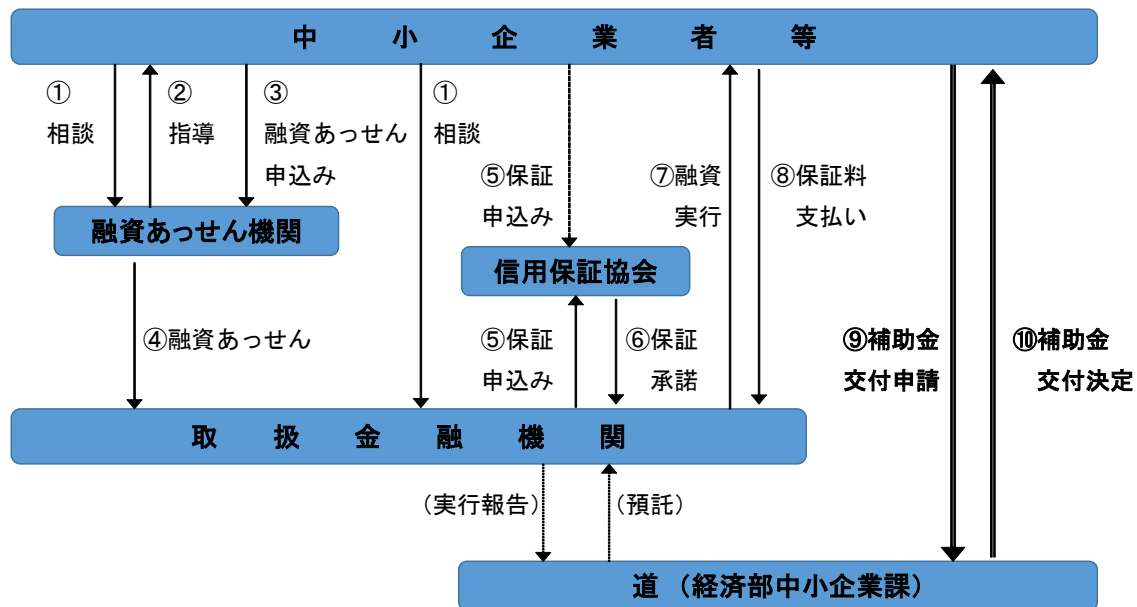 中小企業者等
①
相談
②
指導
③
融資あっせん
申込み
①
相談
⑤保証
申込み
⑦融資
実行
⑧保証料
支払い
融資あっせん機関
信用保証協会
④融資あっせん
⑤保証
申込み
⑥保証
承諾
⑨補助金
交付申請
⑩補助金
交付決定
取扱金融機関
(実行報告)
(預託)
道 (経済部中小企業課)